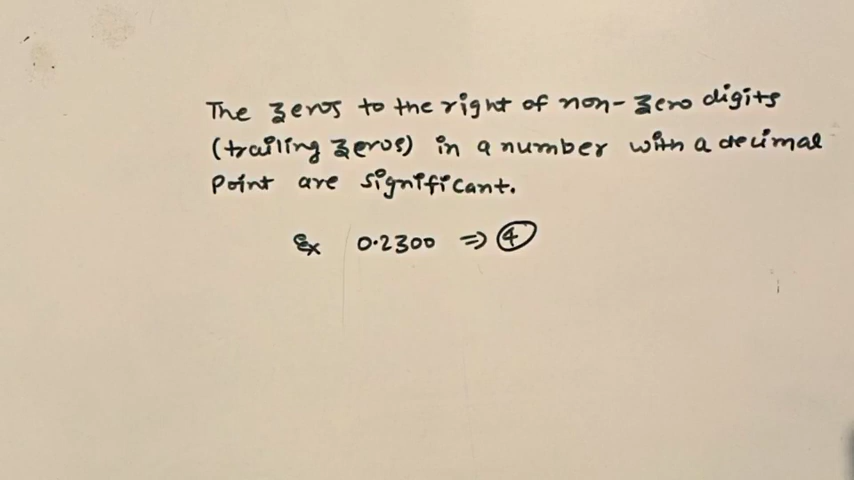 The zeros to the right of non-zero digits
(trailing zeros) in a number with a decimal
Point are significant.
Ex 0.2300 ⇒ 4